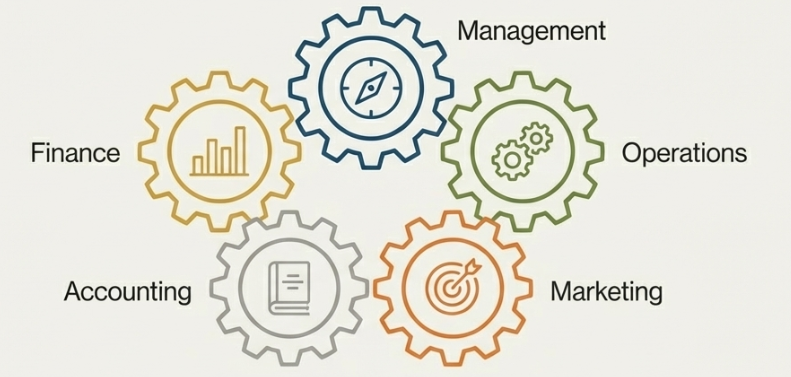 Management
Finance
Operations
Accounting
Marketing